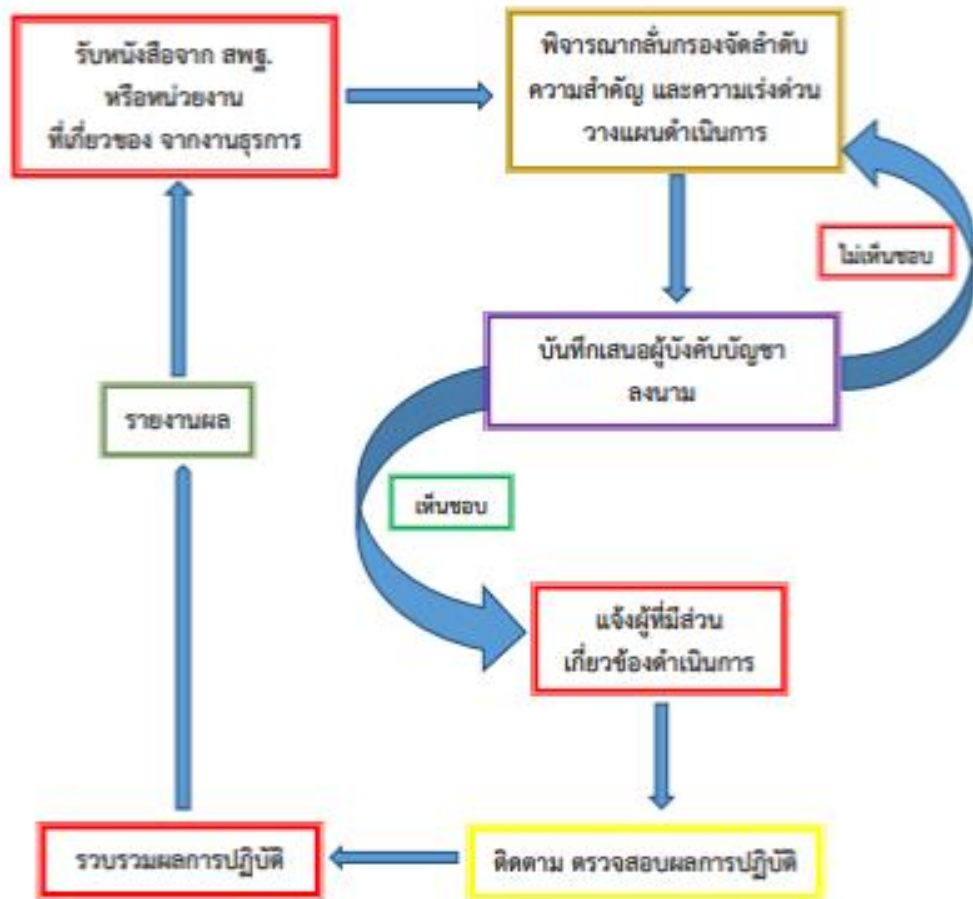 รับหนังสือจาก สพฐ.
หรือหน่วยงาน
ที่เกี่ยวของ จากงานธุรการ
พิจารณากลั่นกรองจัดลำดับ
ความสำคัญ และความเร่งด่วน
วางแผนดำเนินการ
ไม่เห็นชอบ
บันทึกเสนอผู้บังคับบัญชา
ลงนาม
เห็นชอบ
แจ้งผู้ที่มีส่วน
เกี่ยวข้องดำเนินการ
ติดตาม ตรวจสอบผลการปฏิบัติ
รวบรวมผลการปฏิบัติ
รายงานผล